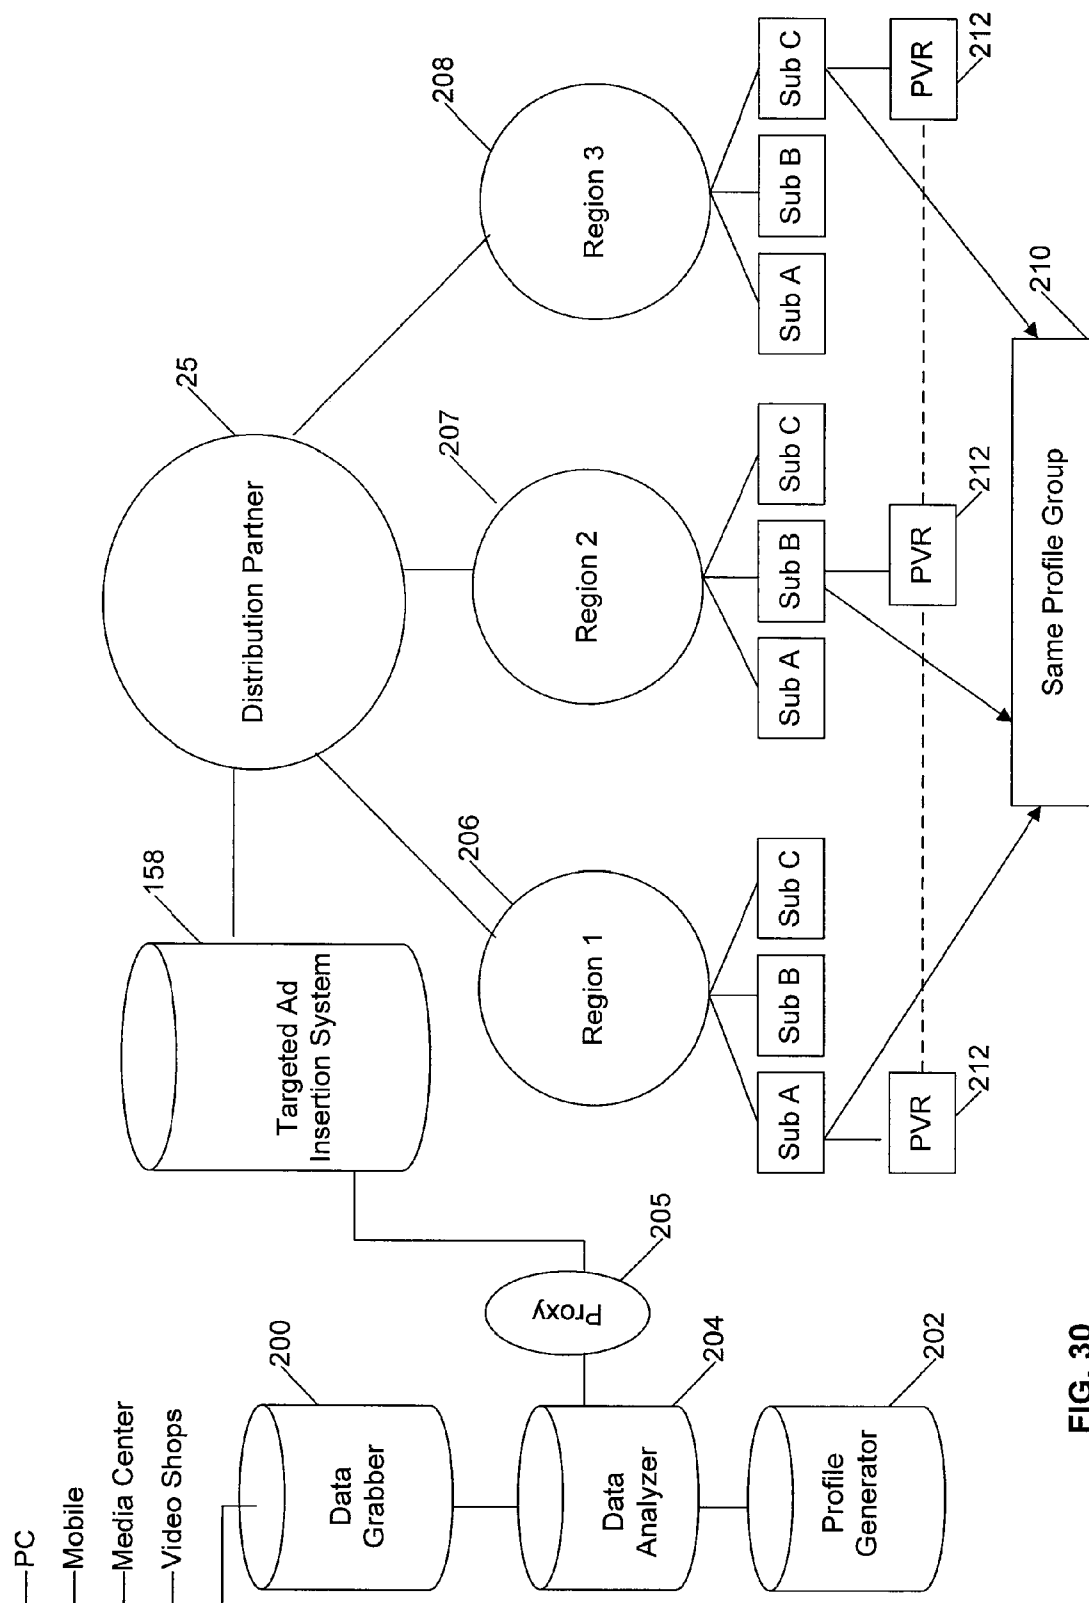 PC
Mobile
Media Center
Video Shops
200
Data
Grabber
204
Data
Analyzer
202
Profile
Generator
205
Proxy
158
Targeted Ad
Insertion System
25
Distribution Partner
206
Region 1
207
Region 2
208
Region 3
Sub A
Sub B
Sub C
Sub A
Sub B
Sub C
Sub A
Sub B
Sub C
PVR
212
PVR
212
PVR
212
210
Same Profile Group
FIG. 30